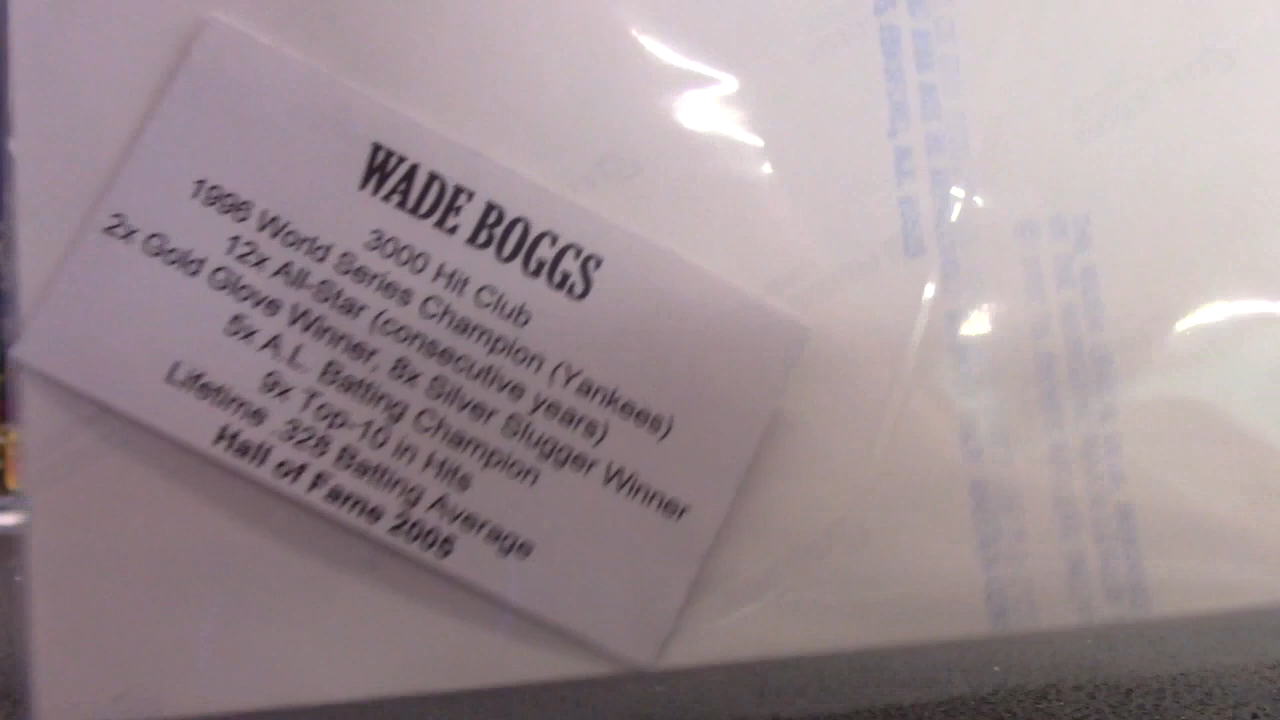 WADE BOGGS
3000 Hit Club
1996 World Series Champion (Yankees)
12x All-Star (consecutive years)
2x Gold Glove Winner, 8x Silver Slugger Winner
5x A.L. Batting Champion
9x Top-10 in Hits
Lifetime .328 Batting Average
Hall of Fame 2005